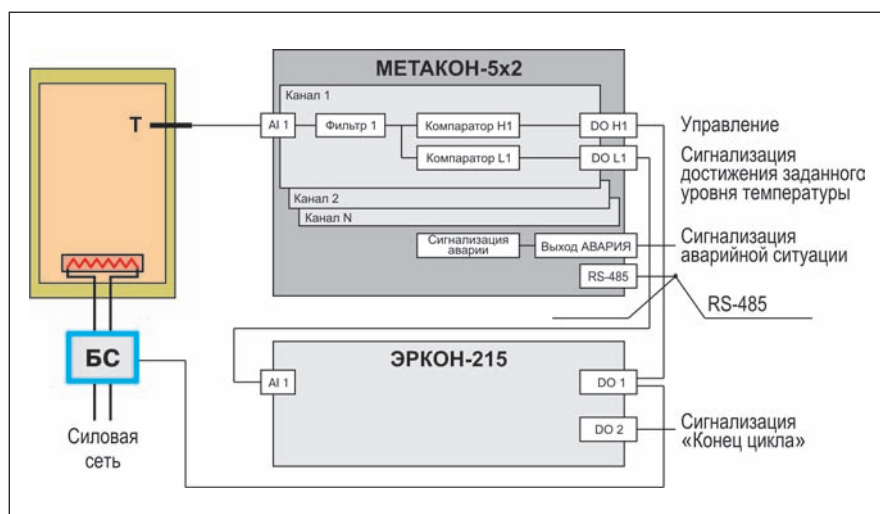 МЕТАКОН-5х2
Канал 1
T
AI 1
Фильтр 1
Компаратор H1
DO H1
Управление
Компаратор L1
DO L1
Сигнализация
достижения заданного
уровня температуры
Канал 2
Канал N
Сигнализация
аварии
Выход АВАРИЯ
Сигнализация
аварийной ситуации
RS-485
RS-485
БС
Силовая
сеть
ЭРКОН-215
AI 1
DO 1
DO 2
Сигнализация
«Конец цикла»